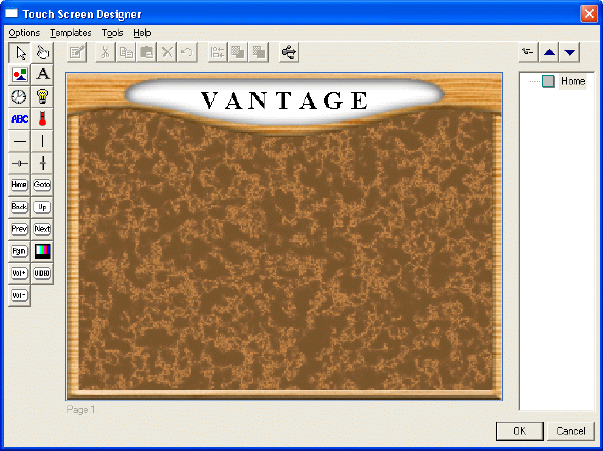 Touch Screen Designer
Options Templates Tools Help
A
ABC
Home Goto
Back Up
Prev Next
Pgm
Vol+ VIDEO
Vol-
VANTAGE
Home
Page 1
OK Cancel